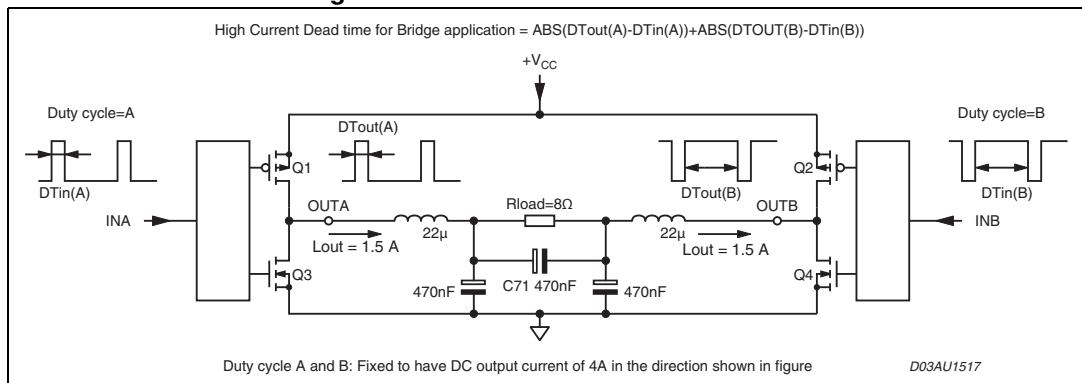 High Current Dead time for Bridge application = ABS(DTout(A)-DTin(A))+ABS(DTOUT(B)-DTin(B))
+VCC
Duty cycle=A
Duty cycle=B
DTout(A)
Q1
Q2
DTin(A)
DTout(B)
DTin(B)
Rload=8Ω
INA
OUTA
OUTB
INB
22µ
22µ
Lout = 1.5 A
Lout = 1.5 A
Q3
Q4
470nF
C71 470nF
470nF
Duty cycle A and B: Fixed to have DC output current of 4A in the direction shown in figure
D03AU1517